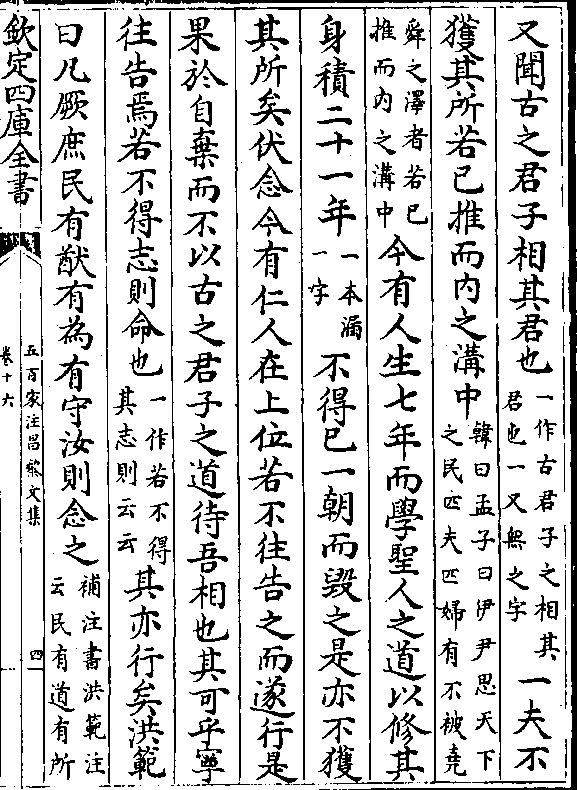 又聞古之君子相其君也一作古君子之相其君也一又無之字一夫不
獲其所若已推而内之溝中韓曰孟子曰伊尹思天下之民匹夫匹婦有不被堯
舜之澤者若已推而内之溝中今有人生七年而學聖人之道以修其
身積二十一年一本漏一字不得已一朝而毀之是亦不獲
其所矣伏念今有仁人在上位若不往告之而遂行是
果於自棄而不以古之君子之道待吾相也其可乎寧
往告焉若不得志則命也一作若不得其志則云云其亦行矣洪範
曰凡厥庶民有猷有為有守汝則念之補注書洪範注云民有道有所
欽定四庫全書
五百家注昌黎文集
卷十六
四